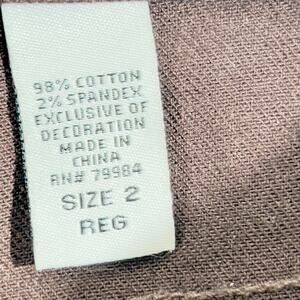 98% COTTON
2% SPANDEX
EXCLUSIVE OF
DECORATION
MADE IN
CHINA
RN# 79984
SIZE 2
REG